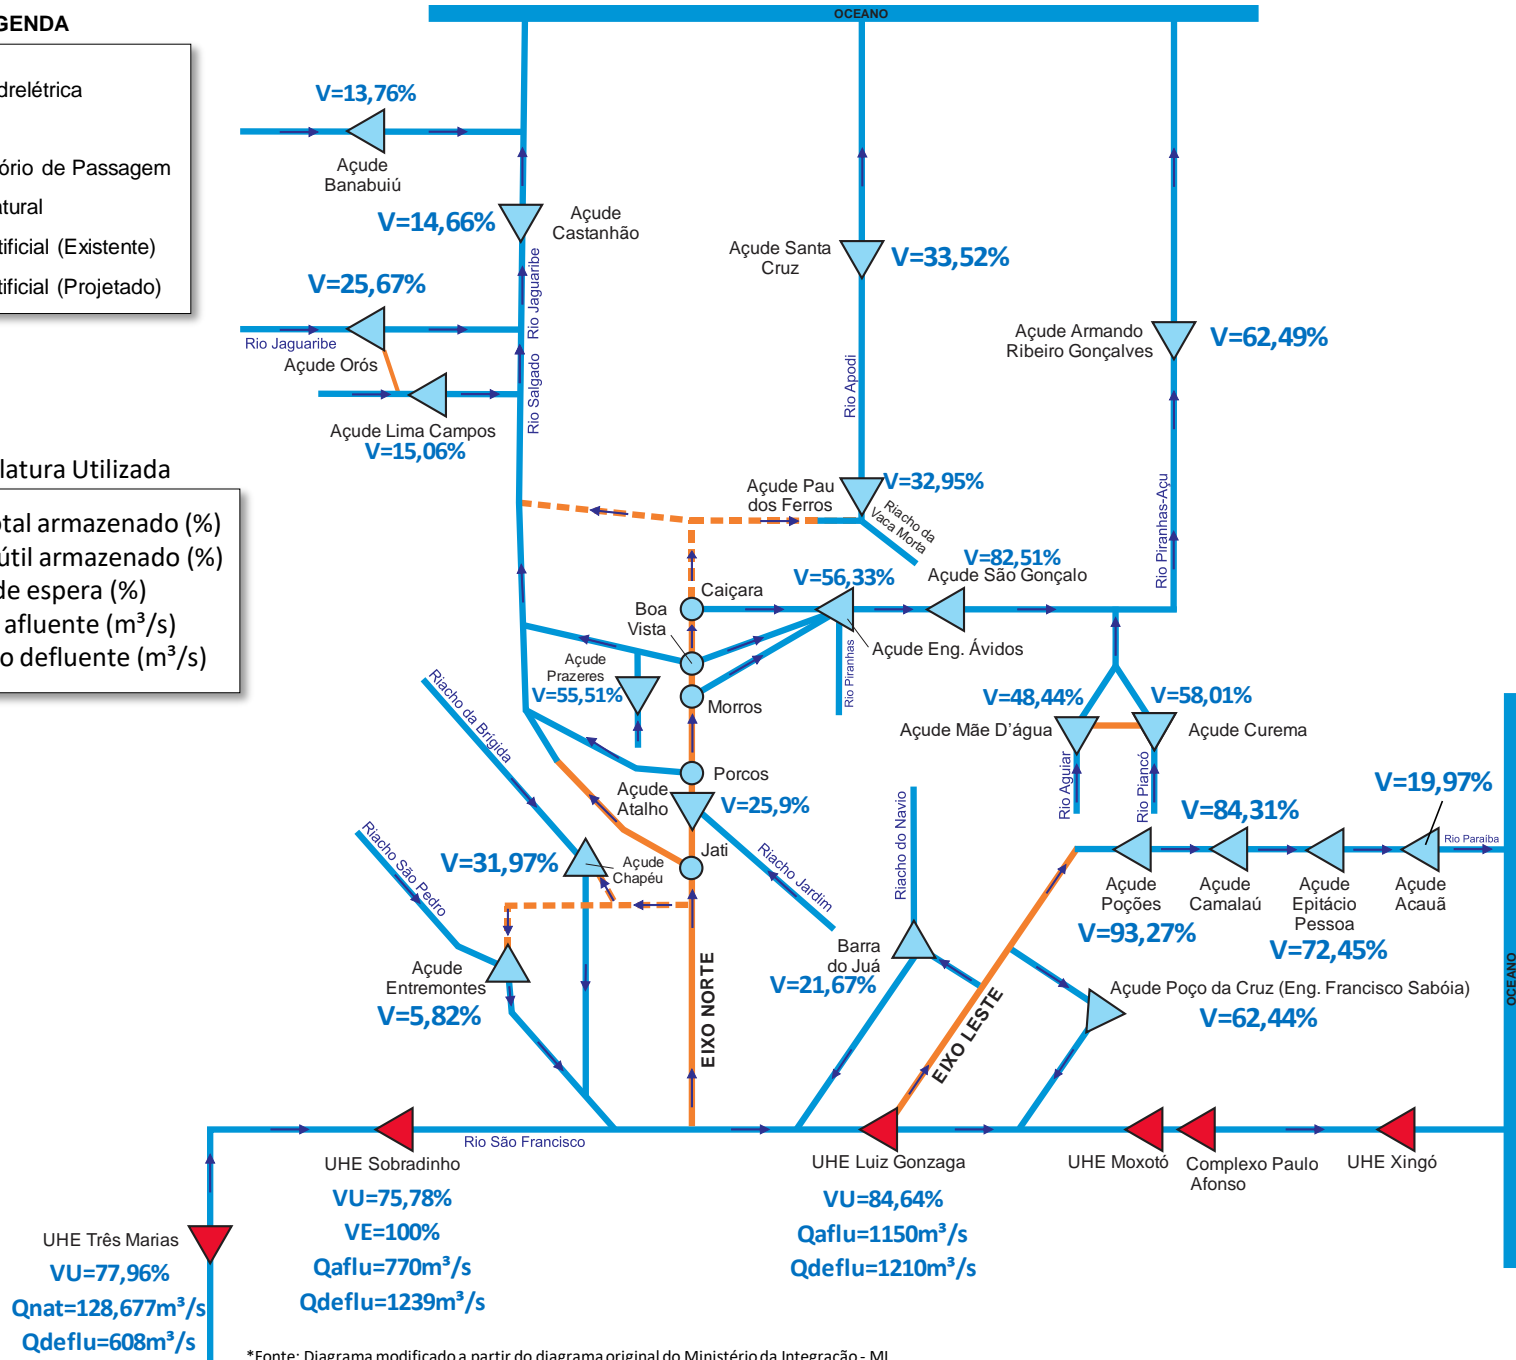 OCEANO
GENDA
drelétrica
ório de Passagem
atural
tificial (Existente)
tificial (Projetado)
V=13,76%
Açude
Banabuiú
V=14,66%
Açude
Castanhão
V=25,67%
Rio Jaguaribe
Açude Orós
Rio Jaguaribe
Rio Salgado
Açude Lima Campos
V=15,06%
Açude Santa
Cruz
V=33,52%
Rio Apodi
Açude Armando
Ribeiro Gonçalves
V=62,49%
Rio Piranhas-Açu
latura Utilizada
otal armazenado (%)
útil armazenado (%)
de espera (%)
afluente (m³/s)
o defluente (m³/s)
Açude Pau
dos Ferros
V=32,95%
Riacho da
Vaca Morta
V=82,51%
Açude São Gonçalo
V=56,33%
Açude Eng. Ávidos
Rio Piranhas
Caiçara
Boa
Vista
Morros
Açude
Prazeres
V=55,51%
Porcos
Açude
Atalho
V=25,9%
Jati
Riacho Jardim
Riacho da Brígida
Riacho São Pedro
V=31,97%
Açude
Chapéu
Açude
Entremontes
V=5,82%
EIXO NORTE
V=48,44%
Açude Mãe D'água
V=58,01%
Açude Curema
Rio Aguiar
Rio Piancó
V=19,97%
V=84,31%
Rio Paraíba
Açude
Poções
V=93,27%
Açude
Camalaú
Açude
Epitácio
Pessoa
V=72,45%
Açude
Acauã
Riacho do Navio
Barra
do Juá
V=21,67%
EIXO LESTE
Açude Poço da Cruz (Eng. Francisco Sabóia)
V=62,44%
OCEANO
Rio São Francisco
UHE Sobradinho
VU=75,78%
VE=100%
Qaflu=770m³/s
Qdeflu=1239m³/s
UHE Luiz Gonzaga
VU=84,64%
Qaflu=1150m³/s
Qdeflu=1210m³/s
UHE Moxotó
Complexo Paulo
Afonso
UHE Xingó
UHE Três Marias
VU=77,96%
Qnat=128,677m³/s
Qdeflu=608m³/s
*Fonte: Diagrama modificado a partir do diagrama original do Ministério da Integração - MI